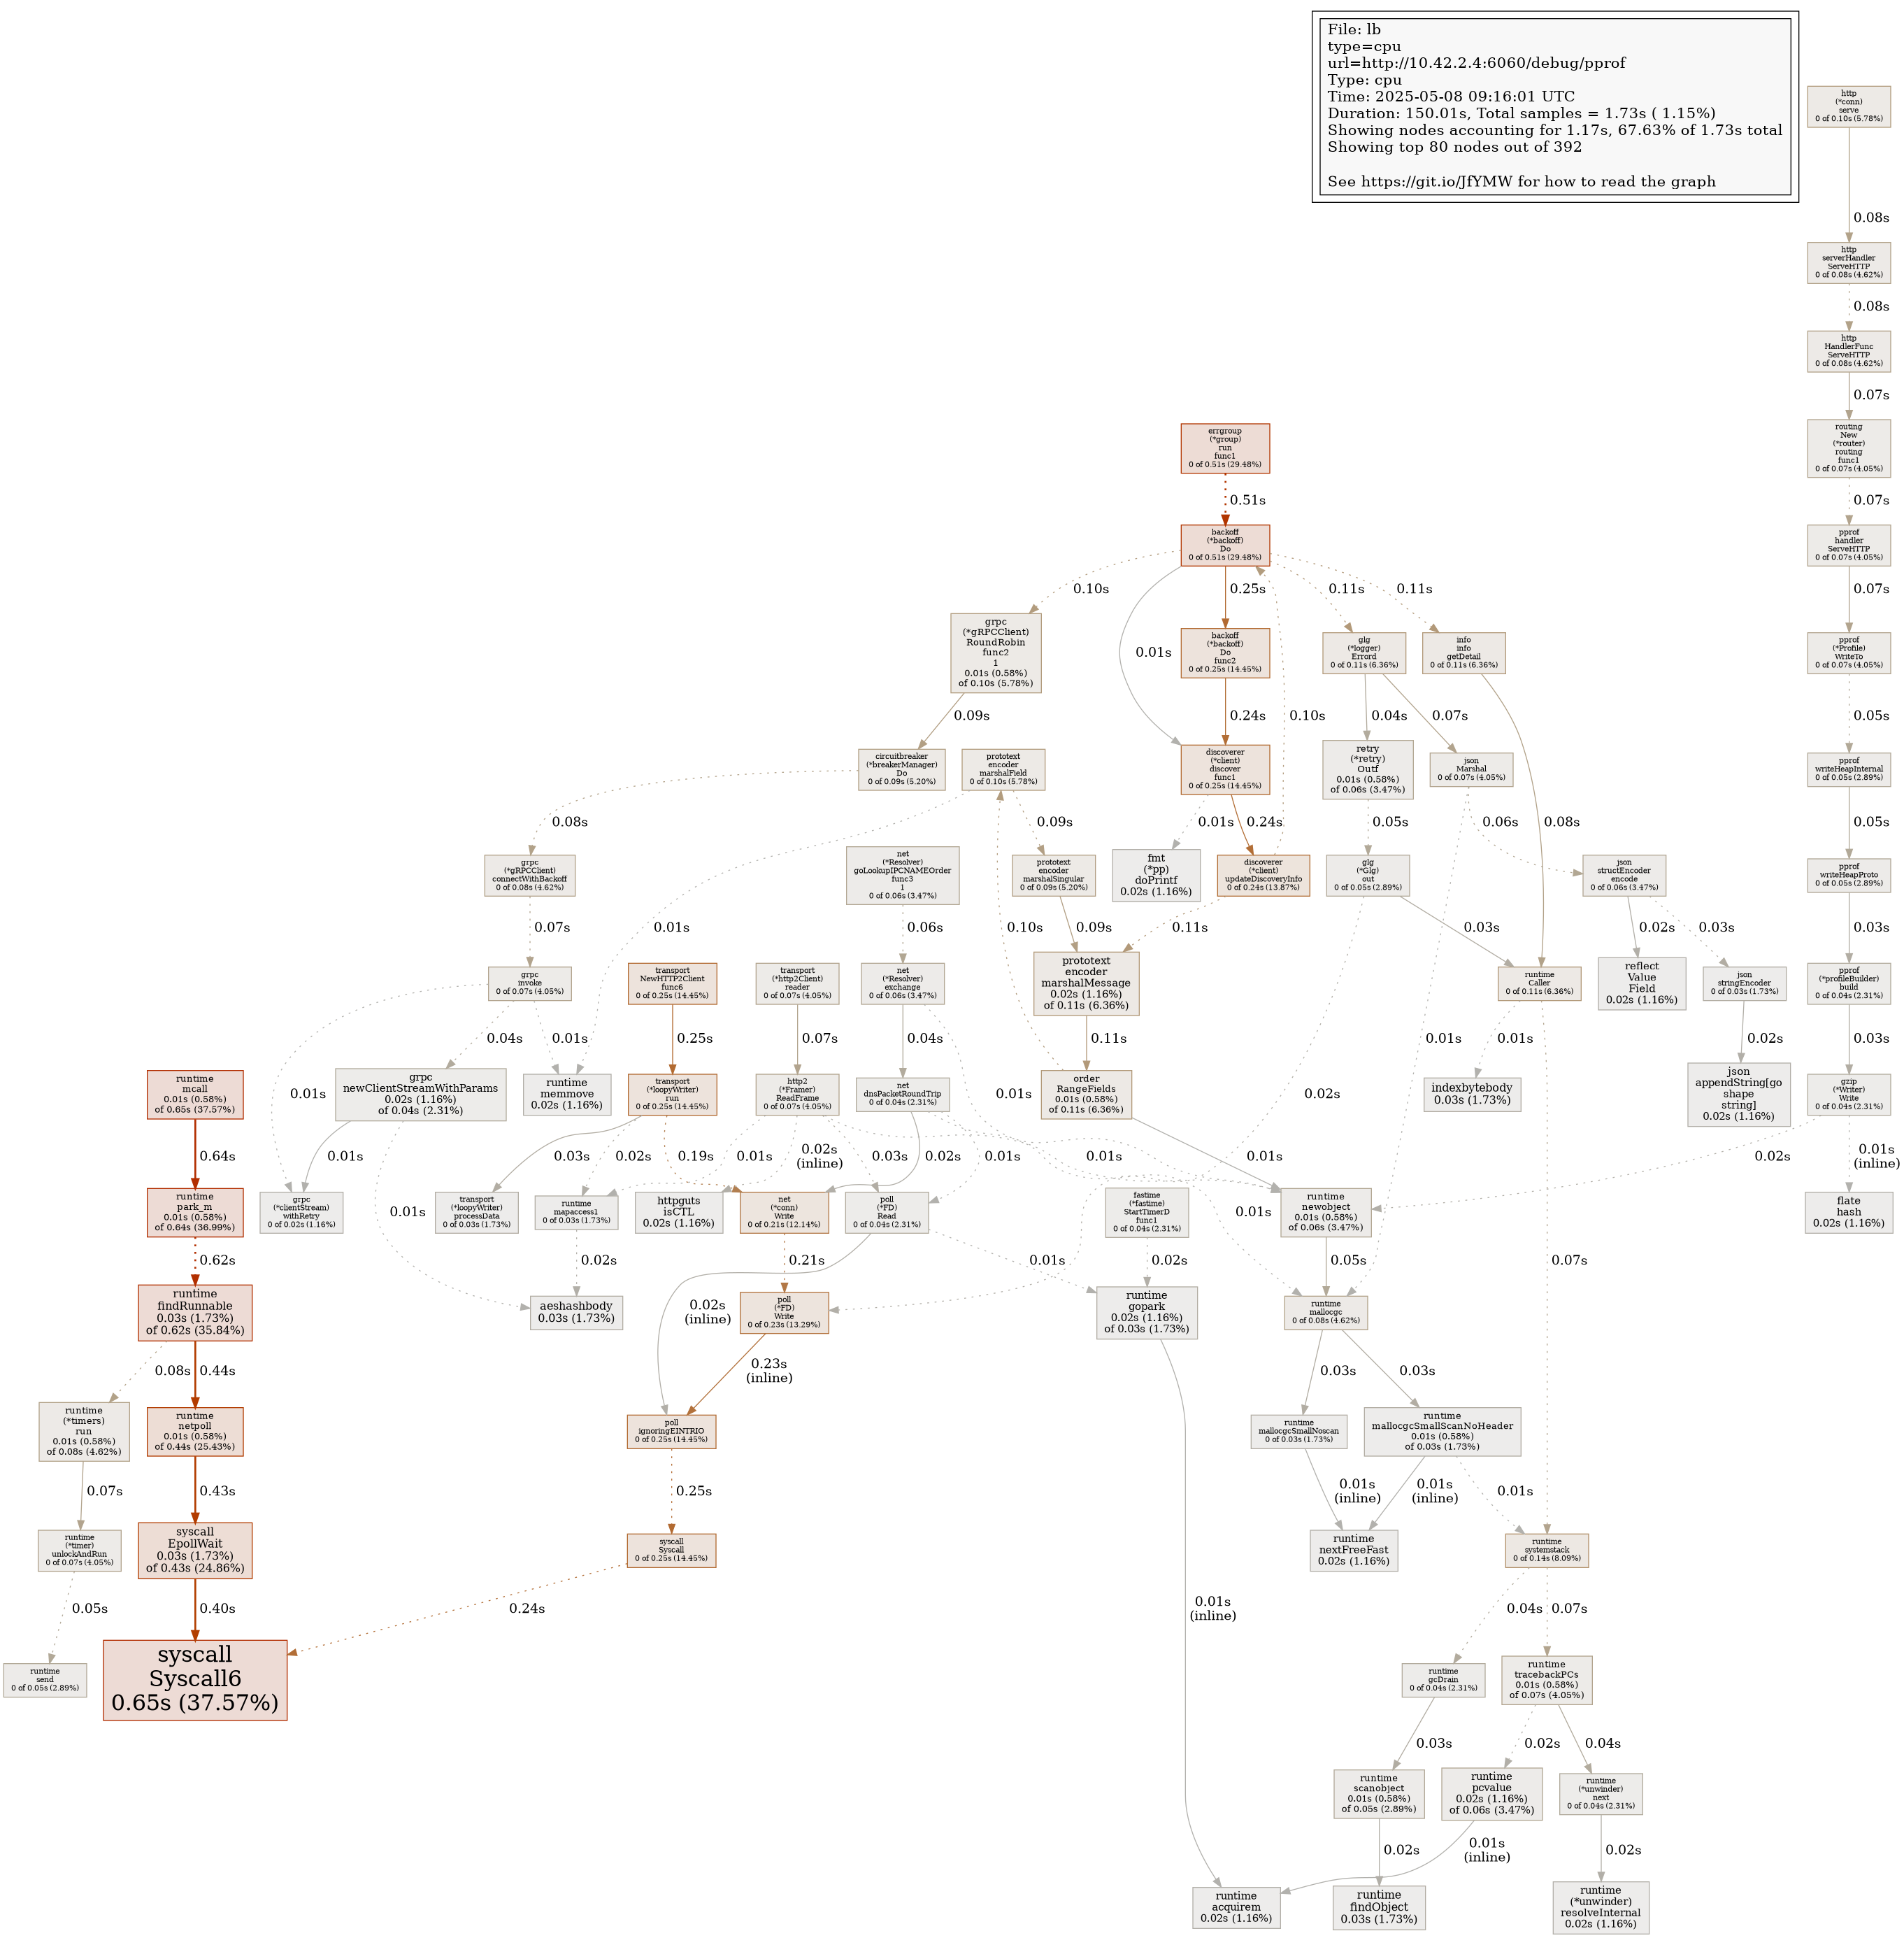 File: lb
type=cpu
url=http://10.42.2.4:6060/debug/pprof
Type: cpu
Time: 2025-05-08 09:16:01 UTC
Duration: 150.01s, Total samples = 1.73s ( 1.15%)
Showing nodes accounting for 1.17s, 67.63% of 1.73s total
Showing top 80 nodes out of 392
See https://git.io/JfYMW for how to read the graph
http
(*conn)
serve
0 of 0.10s (5.78%)
0.08s
http
serverHandler
ServeHTTP
0 of 0.08s (4.62%)
0.08s
http
HandlerFunc
ServeHTTP
0 of 0.08s (4.62%)
0.07s
routing
New
(*router)
routing
func1
0 of 0.07s (4.05%)
0.07s
pprof
handler
ServeHTTP
0 of 0.07s (4.05%)
0.07s
pprof
(*Profile)
WriteTo
0 of 0.07s (4.05%)
0.05s
pprof
writeHeapInternal
0 of 0.05s (2.89%)
0.05s
pprof
writeHeapProto
0 of 0.05s (2.89%)
0.03s
pprof
(*profileBuilder)
build
0 of 0.04s (2.31%)
0.03s
gzip
(*Writer)
Write
0 of 0.04s (2.31%)
0.02s
0.01s
(inline)
flate
hash
0.02s (1.16%)
errgroup
(*group)
run
func1
0 of 0.51s (29.48%)
0.51s
backoff
(*backoff)
Do
0 of 0.51s (29.48%)
0.10s
0.01s
0.25s
0.11s
0.11s
grpc
(*gRPCClient)
RoundRobin
func2
1
0.01s (0.58%)
of 0.10s (5.78%)
backoff
(*backoff)
Do
func2
0 of 0.25s (14.45%)
glg
(*logger)
Errord
0 of 0.11s (6.36%)
info
info
getDetail
0 of 0.11s (6.36%)
0.09s
0.24s
0.10s
0.04s
0.07s
0.08s
circuitbreaker
(*breakerManager)
Do
0 of 0.09s (5.20%)
prototext
encoder
marshalField
0 of 0.10s (5.78%)
discoverer
(*client)
discover
func1
0 of 0.25s (14.45%)
retry
(*retry)
Outf
0.01s (0.58%)
of 0.06s (3.47%)
json
Marshal
0 of 0.07s (4.05%)
0.08s
0.01s
0.09s
0.01s
0.24s
0.05s
0.06s
0.01s
grpc
(*gRPCClient)
connectWithBackoff
0 of 0.08s (4.62%)
net
(*Resolver)
goLookupIPCNAMEOrder
func3
1
0 of 0.06s (3.47%)
prototext
encoder
marshalSingular
0 of 0.09s (5.20%)
fmt
(*pp)
doPrintf
0.02s (1.16%)
discoverer
(*client)
updateDiscoveryInfo
0 of 0.24s (13.87%)
glg
(*Glg)
out
0 of 0.05s (2.89%)
json
structEncoder
encode
0 of 0.06s (3.47%)
0.07s
0.06s
0.10s
0.09s
0.11s
0.03s
0.02s
0.02s
0.03s
grpc
invoke
0 of 0.07s (4.05%)
transport
NewHTTP2Client
func6
0 of 0.25s (14.45%)
transport
(*http2Client)
reader
0 of 0.07s (4.05%)
net
(*Resolver)
exchange
0 of 0.06s (3.47%)
prototext
encoder
marshalMessage
0.02s (1.16%)
of 0.11s (6.36%)
runtime
Caller
0 of 0.11s (6.36%)
reflect
Value
Field
0.02s (1.16%)
json
stringEncoder
0 of 0.03s (1.73%)
0.01s
0.04s
0.01s
0.25s
0.07s
0.04s
0.01s
0.11s
0.01s
0.07s
0.02s
runtime
mcall
0.01s (0.58%)
of 0.65s (37.57%)
grpc
newClientStreamWithParams
0.02s (1.16%)
of 0.04s (2.31%)
runtime
memmove
0.02s (1.16%)
transport
(*loopyWriter)
run
0 of 0.25s (14.45%)
http2
(*Framer)
ReadFrame
0 of 0.07s (4.05%)
net
dnsPacketRoundTrip
0 of 0.04s (2.31%)
order
RangeFields
0.01s (0.58%)
of 0.11s (6.36%)
indexbytebody
0.03s (1.73%)
json
appendString[go
shape
string]
0.02s (1.16%)
0.64s
0.01s
0.01s
0.03s
0.02s
0.19s
0.01s
0.02s
(inline)
0.03s
0.02s
0.01s
0.01s
0.01s
0.01s
runtime
park_m
0.01s (0.58%)
of 0.64s (36.99%)
grpc
(*clientStream)
withRetry
0 of 0.02s (1.16%)
transport
(*loopyWriter)
processData
0 of 0.03s (1.73%)
runtime
mapaccess1
0 of 0.03s (1.73%)
httpguts
isCTL
0.02s (1.16%)
net
(*conn)
Write
0 of 0.21s (12.14%)
poll
(*FD)
Read
0 of 0.04s (2.31%)
fastime
(*fastime)
StartTimerD
func1
0 of 0.04s (2.31%)
runtime
newobject
0.01s (0.58%)
of 0.06s (3.47%)
0.62s
0.02s
0.21s
0.02s
(inline)
0.01s
0.02s
0.05s
runtime
findRunnable
0.03s (1.73%)
of 0.62s (35.84%)
aeshashbody
0.03s (1.73%)
poll
(*FD)
Write
0 of 0.23s (13.29%)
runtime
gopark
0.02s (1.16%)
of 0.03s (1.73%)
runtime
mallocgc
0 of 0.08s (4.62%)
0.08s
0.44s
0.23s
(inline)
0.01s
(inline)
0.03s
0.03s
runtime
(*timers)
run
0.01s (0.58%)
of 0.08s (4.62%)
runtime
netpoll
0.01s (0.58%)
of 0.44s (25.43%)
poll
ignoringEINTRIO
0 of 0.25s (14.45%)
runtime
mallocgcSmallNoscan
0 of 0.03s (1.73%)
runtime
mallocgcSmallScanNoHeader
0.01s (0.58%)
of 0.03s (1.73%)
0.07s
0.43s
0.25s
0.01s
(inline)
0.01s
(inline)
0.01s
runtime
(*timer)
unlockAndRun
0 of 0.07s (4.05%)
syscall
EpollWait
0.03s (1.73%)
of 0.43s (24.86%)
syscall
Syscall
0 of 0.25s (14.45%)
runtime
nextFreeFast
0.02s (1.16%)
runtime
systemstack
0 of 0.14s (8.09%)
0.05s
0.40s
0.24s
0.04s
0.07s
runtime
send
0 of 0.05s (2.89%)
syscall
Syscall6
0.65s (37.57%)
runtime
gcDrain
0 of 0.04s (2.31%)
runtime
tracebackPCs
0.01s (0.58%)
of 0.07s (4.05%)
0.03s
0.02s
0.04s
runtime
scanobject
0.01s (0.58%)
of 0.05s (2.89%)
runtime
pcvalue
0.02s (1.16%)
of 0.06s (3.47%)
runtime
(*unwinder)
next
0 of 0.04s (2.31%)
0.02s
0.01s
(inline)
0.02s
runtime
acquirem
0.02s (1.16%)
runtime
findObject
0.03s (1.73%)
runtime
(*unwinder)
resolveInternal
0.02s (1.16%)